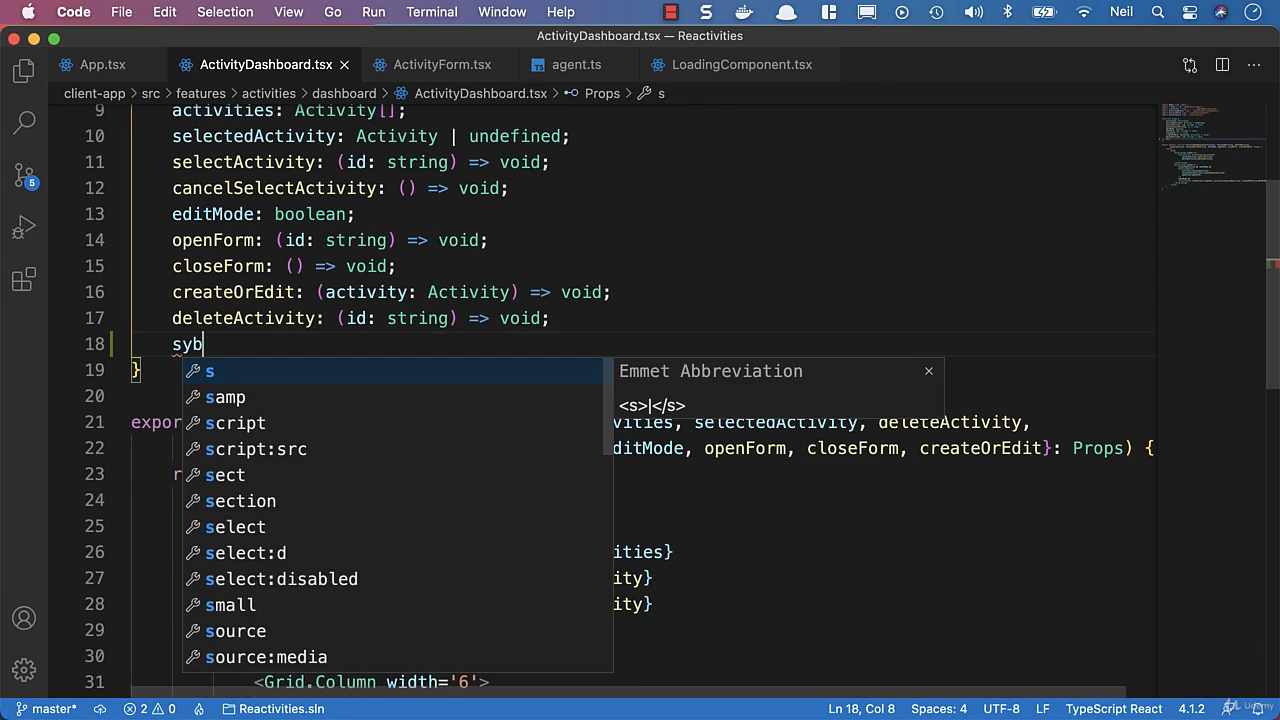 Code File Edit Selection View Go Run Terminal Window Help Neil
ActivityDashboard.tsx — Reactivities
App.tsx ActivityDashboard.tsx ActivityForm.tsx agent.ts LoadingComponent.tsx
client-app > src > features > activities > dashboard > ActivityDashboard.tsx > Props > s
9 activities: Activity[];
10 selectedActivity: Activity | undefined;
11 selectActivity: (id: string) => void;
12 cancelSelectActivity: () => void;
13 editMode: boolean;
14 openForm: (id: string) => void;
15 closeForm: () => void;
16 createOrEdit: (activity: Activity) => void;
17 deleteActivity: (id: string) => void;
18 syb
19 }
s
Emmet Abbreviation
<s>|</s>
samp
script
script:src
sect
section
select
select:d
select:disabled
small
source
source:media
20
21 expor vities, selectedActivity, deleteActivity,
22 ditMode, openForm, closeForm, createOrEdit}: Props) {
23 r
24
25
26 ities}
27 ity}
28 ity}
29
30
31 <Grid.Column width='6'>
5
master* 2 0 Reactivities.sln Ln 18, Col 8 Spaces: 4 UTF-8 LF TypeScript React 4.1.2
Udemy